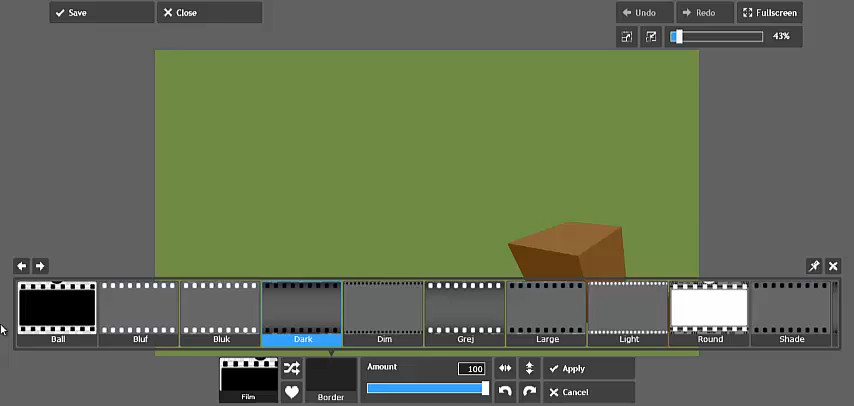 Save
Close
Undo
Redo
Fullscreen
43%
Ball
Bluf
Bluk
Dark
Dim
Grej
Large
Light
Round
Shade
Film
Border
Amount
100
Apply
Cancel